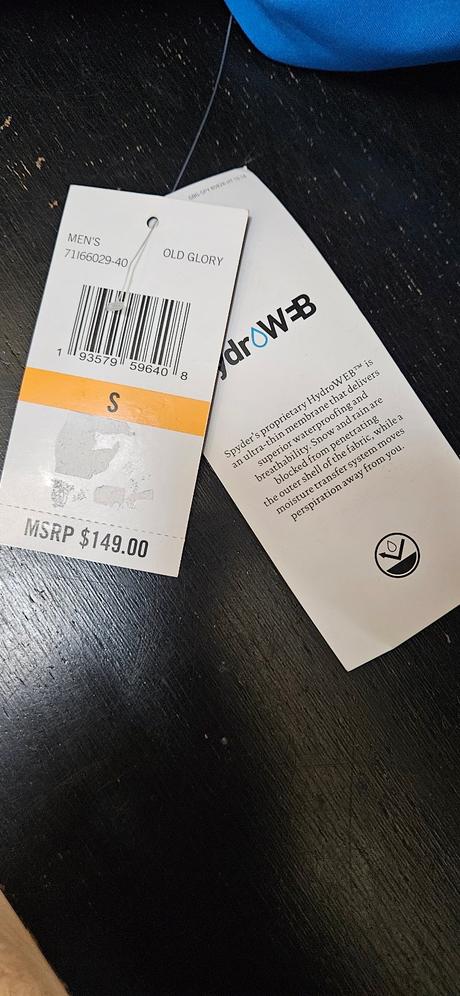 MEN'S
71I66029-40
OLD GLORY
1 93579 59640 8
S
MSRP $149.00
ydroWEB
Spyder's proprietary HydroWEB™ is
an ultra-thin membrane that delivers
superior waterproofing and
breathability. Snow and rain are
blocked from penetrating
the outer shell of the fabric, while a
moisture transfer system moves
perspiration away from you.